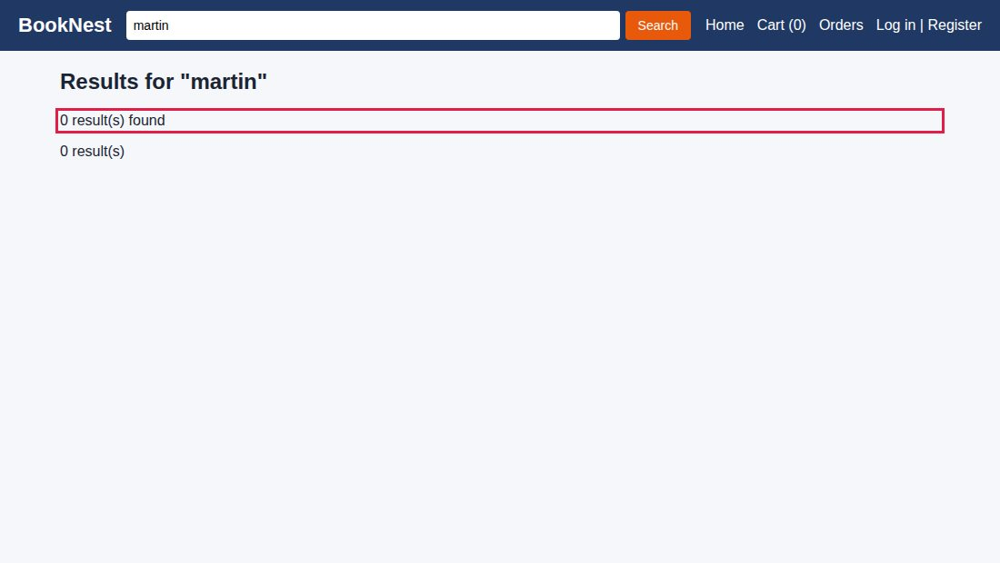 BookNest martin Search Home Cart (0) Orders Log in | Register
Results for "martin"
0 result(s) found
0 result(s)